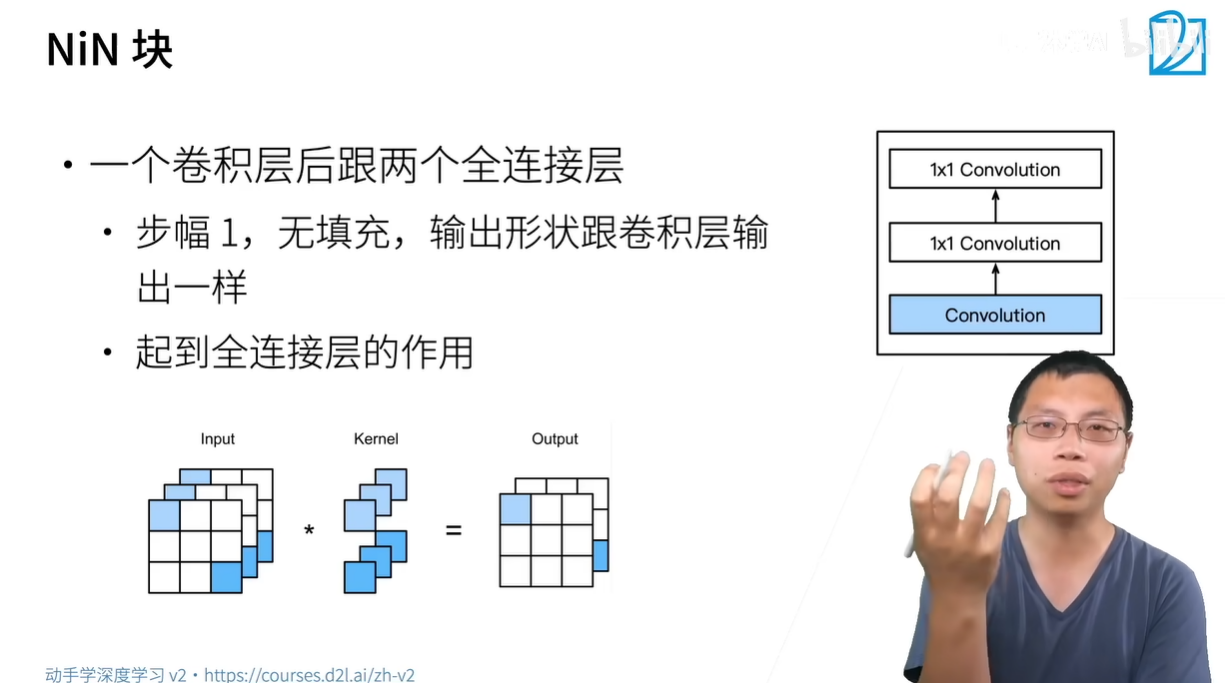 NiN 块
• 一个卷积层后跟两个全连接层
• 步幅 1，无填充，输出形状跟卷积层输
出一样
• 起到全连接层的作用
1x1 Convolution
1x1 Convolution
Convolution
Input
Kernel
Output
*
=
动手学深度学习 v2 • https://courses.d2l.ai/zh-v2
bilibili